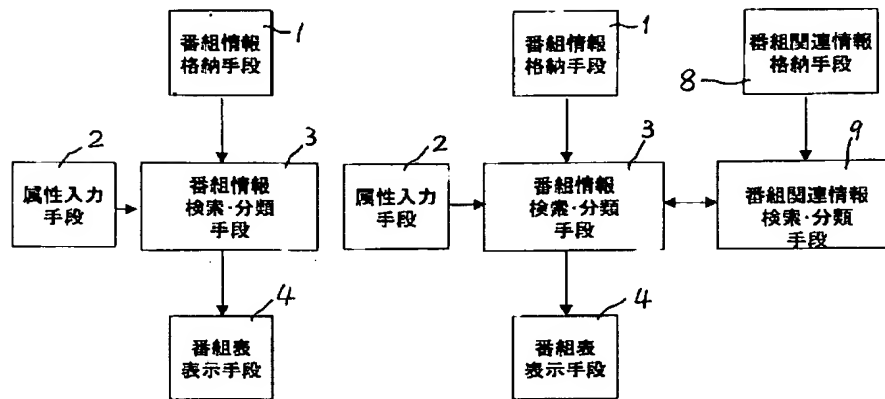 1
番組情報
格納手段
2
属性入力
手段
3
番組情報
検索・分類
手段
4
番組表
表示手段
1
番組情報
格納手段
2
属性入力
手段
3
番組情報
検索・分類
手段
4
番組表
表示手段
8
番組関連情報
格納手段
9
番組関連情報
検索・分類
手段